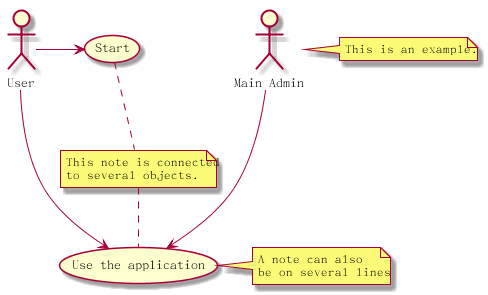 Start
This is an example.
User
Main Admin
This note is connected
to several objects.
Use the application
A note can also
be on several lines